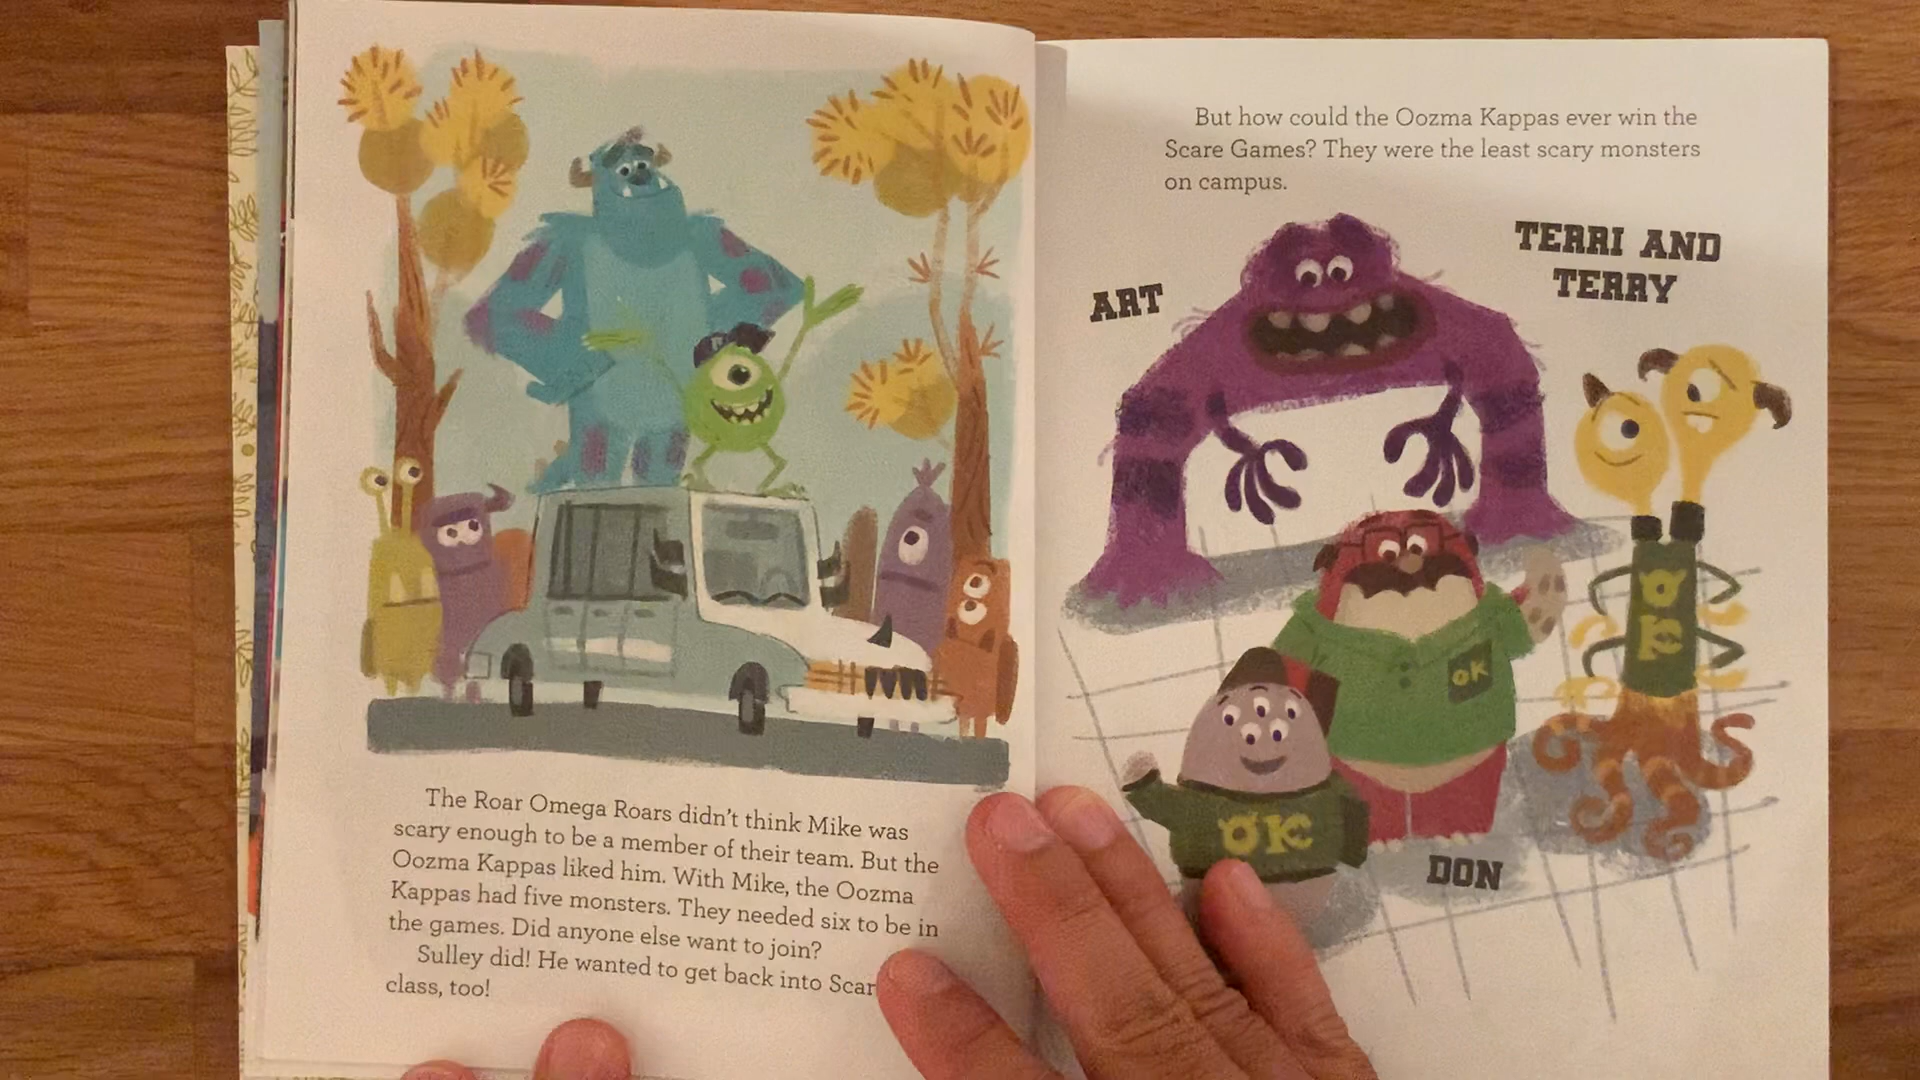 The Roar Omega Roars didn't think Mike was
scary enough to be a member of their team. But the
Oozma Kappas liked him. With Mike, the Oozma
Kappas had five monsters. They needed six to be in
the games. Did anyone else want to join?
Sulley did! He wanted to get back into
class, too!
But how could the Oozma Kappas ever win the
Scare Games? They were the least scary monsters
on campus.
ART
TERRI AND
TERRY
OK
OK
OK
DON